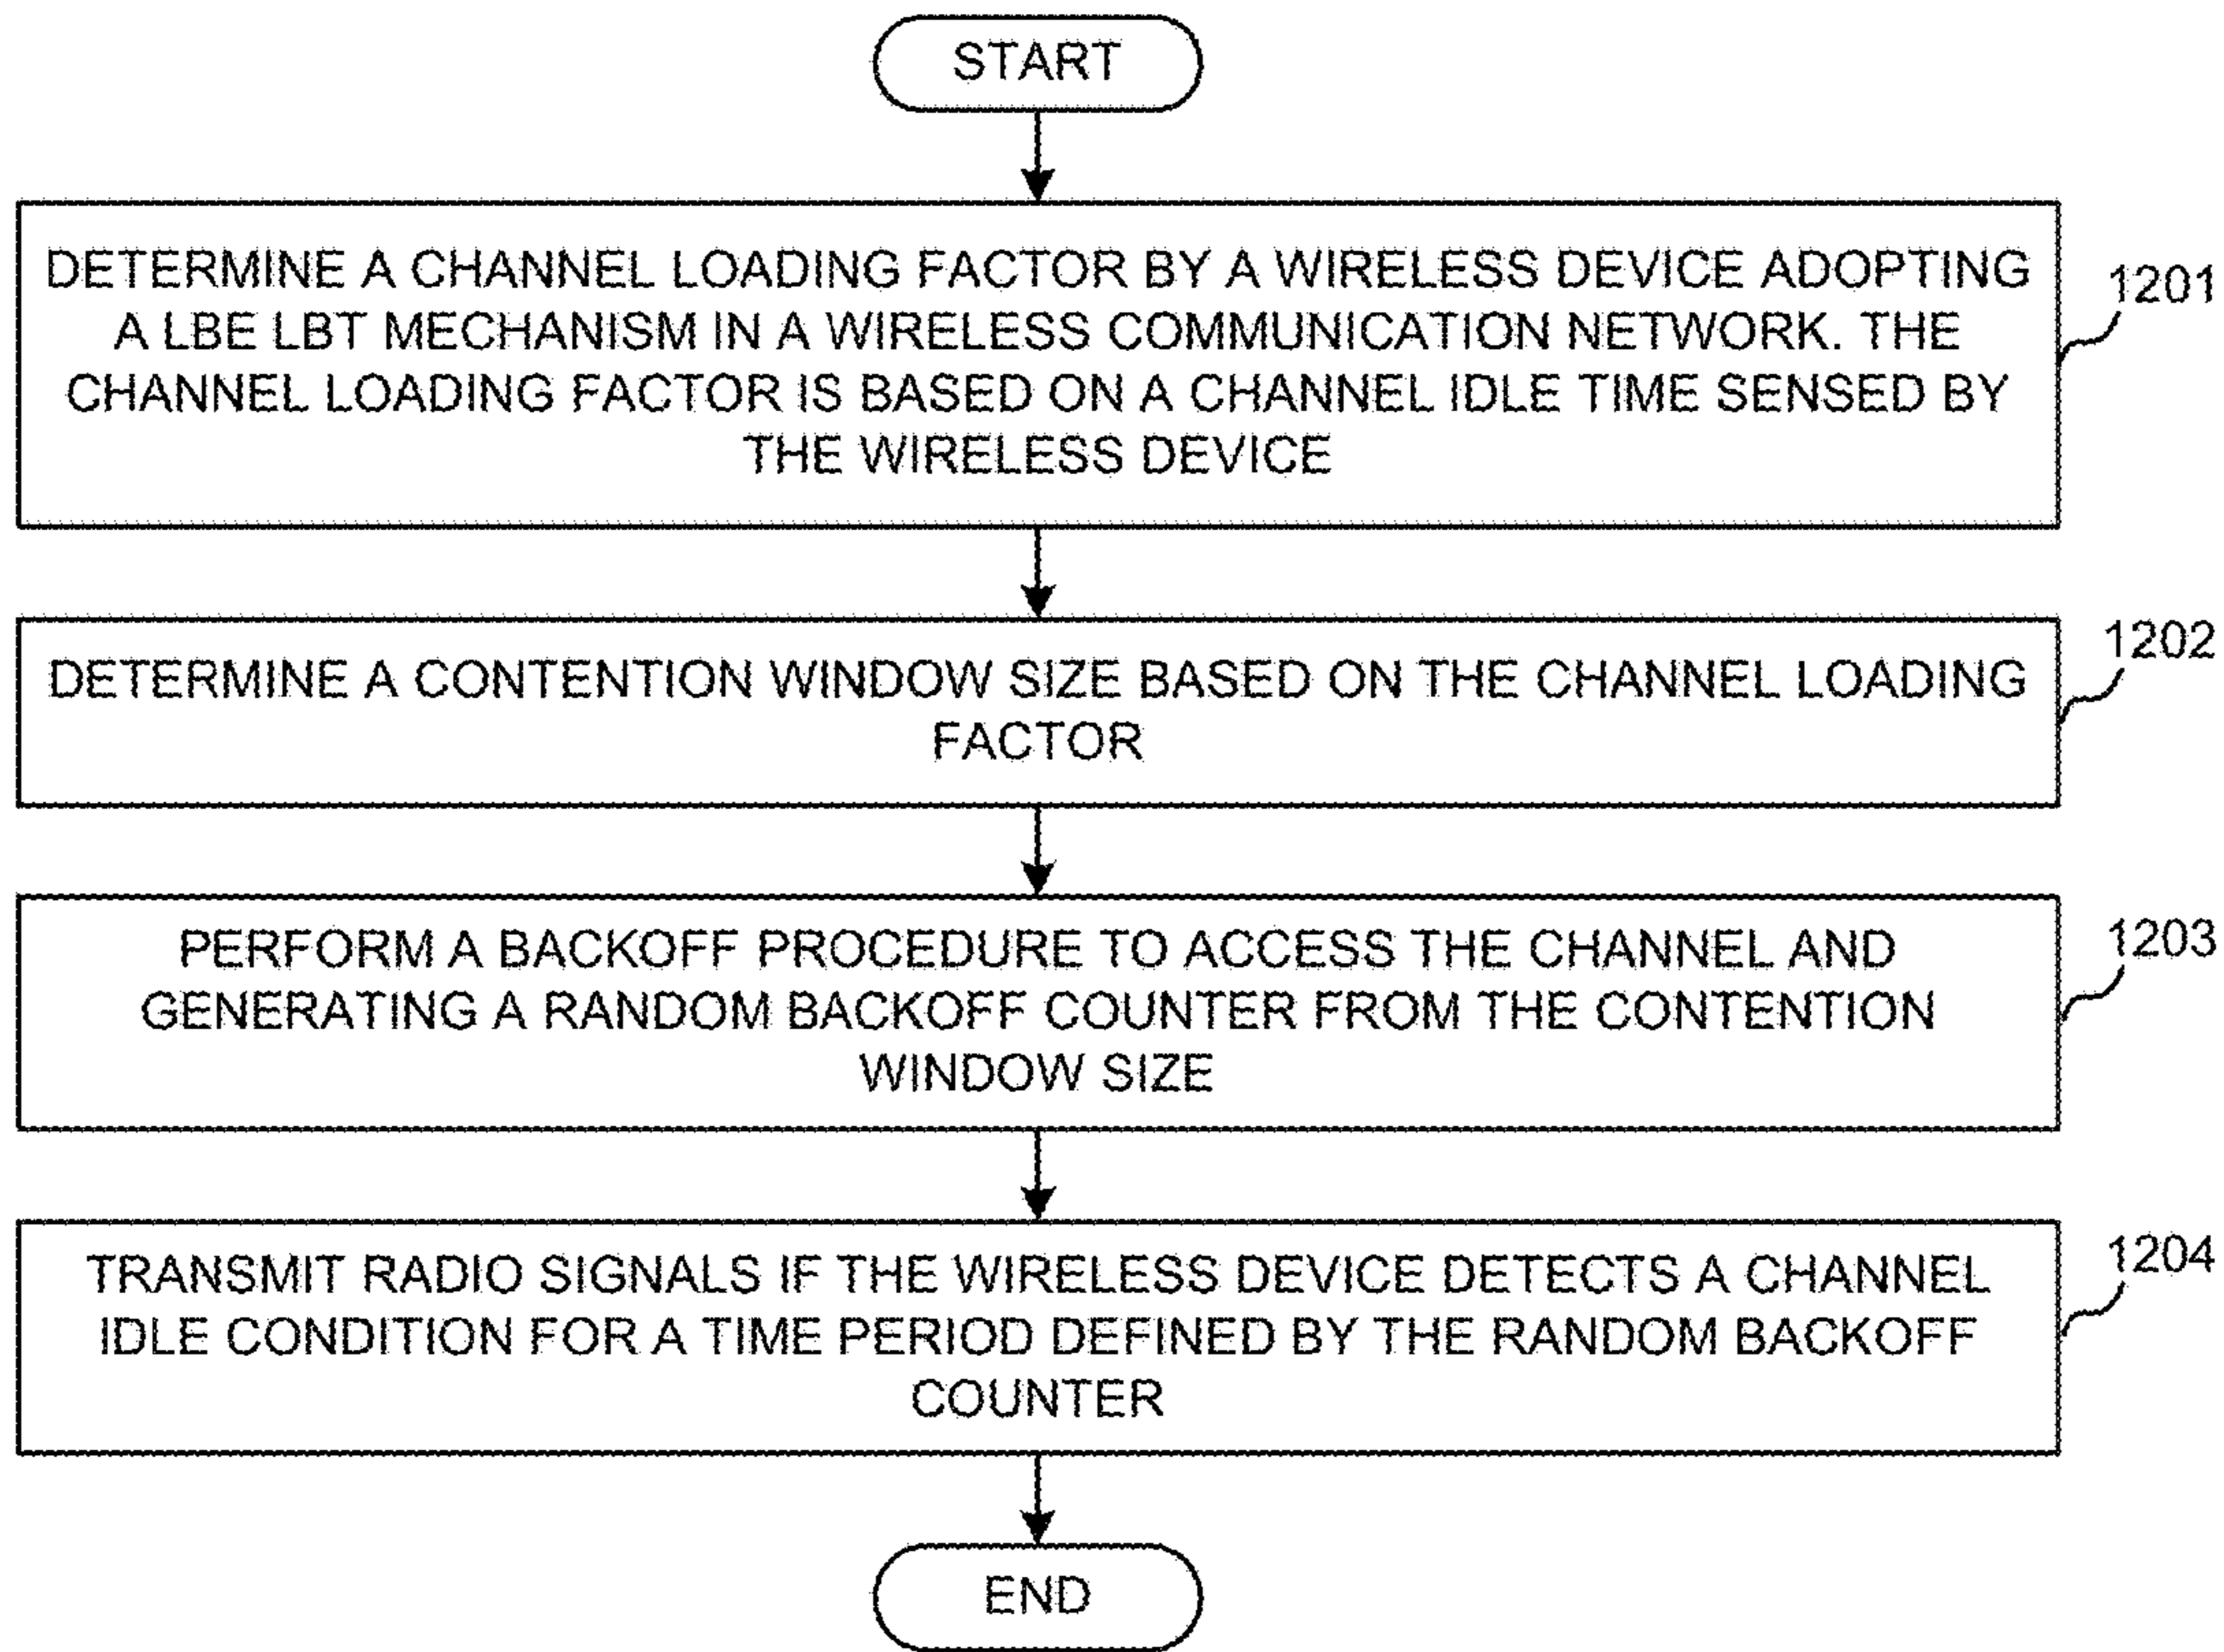 START
DETERMINE A CHANNEL LOADING FACTOR BY A WIRELESS DEVICE ADOPTING
A LBE LBT MECHANISM IN A WIRELESS COMMUNICATION NETWORK. THE
CHANNEL LOADING FACTOR IS BASED ON A CHANNEL IDLE TIME SENSED BY
THE WIRELESS DEVICE
1201
DETERMINE A CONTENTION WINDOW SIZE BASED ON THE CHANNEL LOADING
FACTOR
1202
PERFORM A BACKOFF PROCEDURE TO ACCESS THE CHANNEL AND
GENERATING A RANDOM BACKOFF COUNTER FROM THE CONTENTION
WINDOW SIZE
1203
TRANSMIT RADIO SIGNALS IF THE WIRELESS DEVICE DETECTS A CHANNEL
IDLE CONDITION FOR A TIME PERIOD DEFINED BY THE RANDOM BACKOFF
COUNTER
1204
END